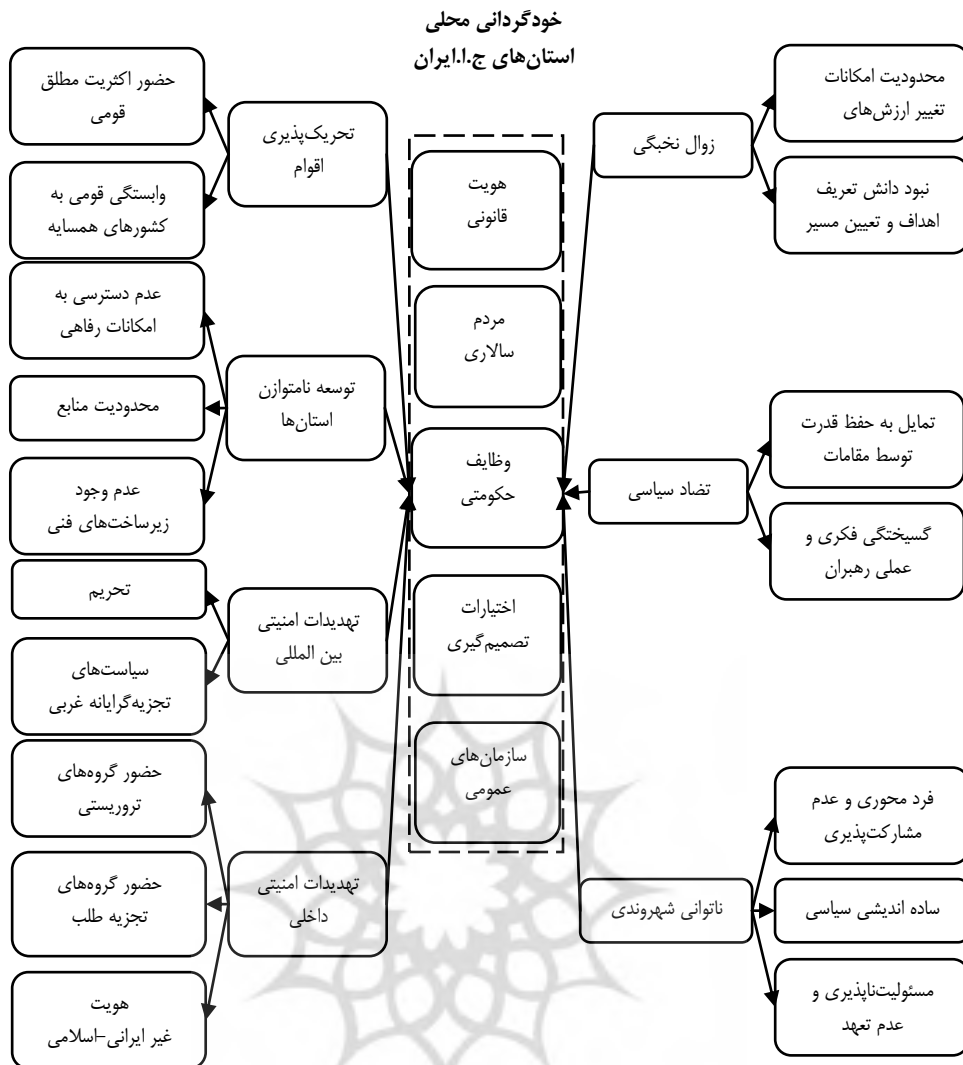 خودگردانی محلی
استان‌های ج.ا.ایران
محدودیت امکانات
تغییر ارزش‌های
زوال نخبگی
نبود دانش تعریف
اهداف و تعیین مسیر
تمایل به حفظ قدرت
توسط مقامات
تضاد سیاسی
گسیختگی فکری و
عملی رهبران
فرد محوری و عدم
مشارکت‌پذیری
ناتوانی شهروندی
ساده اندیشی سیاسی
مسئولیت‌ناپذیری و
عدم تعهد
هویت
قانونی
مردم
سالاری
وظایف
حکومتی
اختیارات
تصمیم‌گیری
سازمان‌های
عمومی
تحریک‌پذیری
اقوام
حضور اکثریت مطلق
قومی
وابستگی قومی به
کشورهای همسایه
توسعه نامتوازن
استان‌ها
عدم دسترسی به
امکانات رفاهی
محدودیت منابع
عدم وجود
زیرساخت‌های فنی
تهدیدات امنیتی
بین المللی
تحریم
سیاست‌های
تجزیه‌گرایانه غربی
تهدیدات امنیتی
داخلی
حضور گروه‌های
تروریستی
حضور گروه‌های
تجزیه طلب
هویت
غیر ایرانی-اسلامی